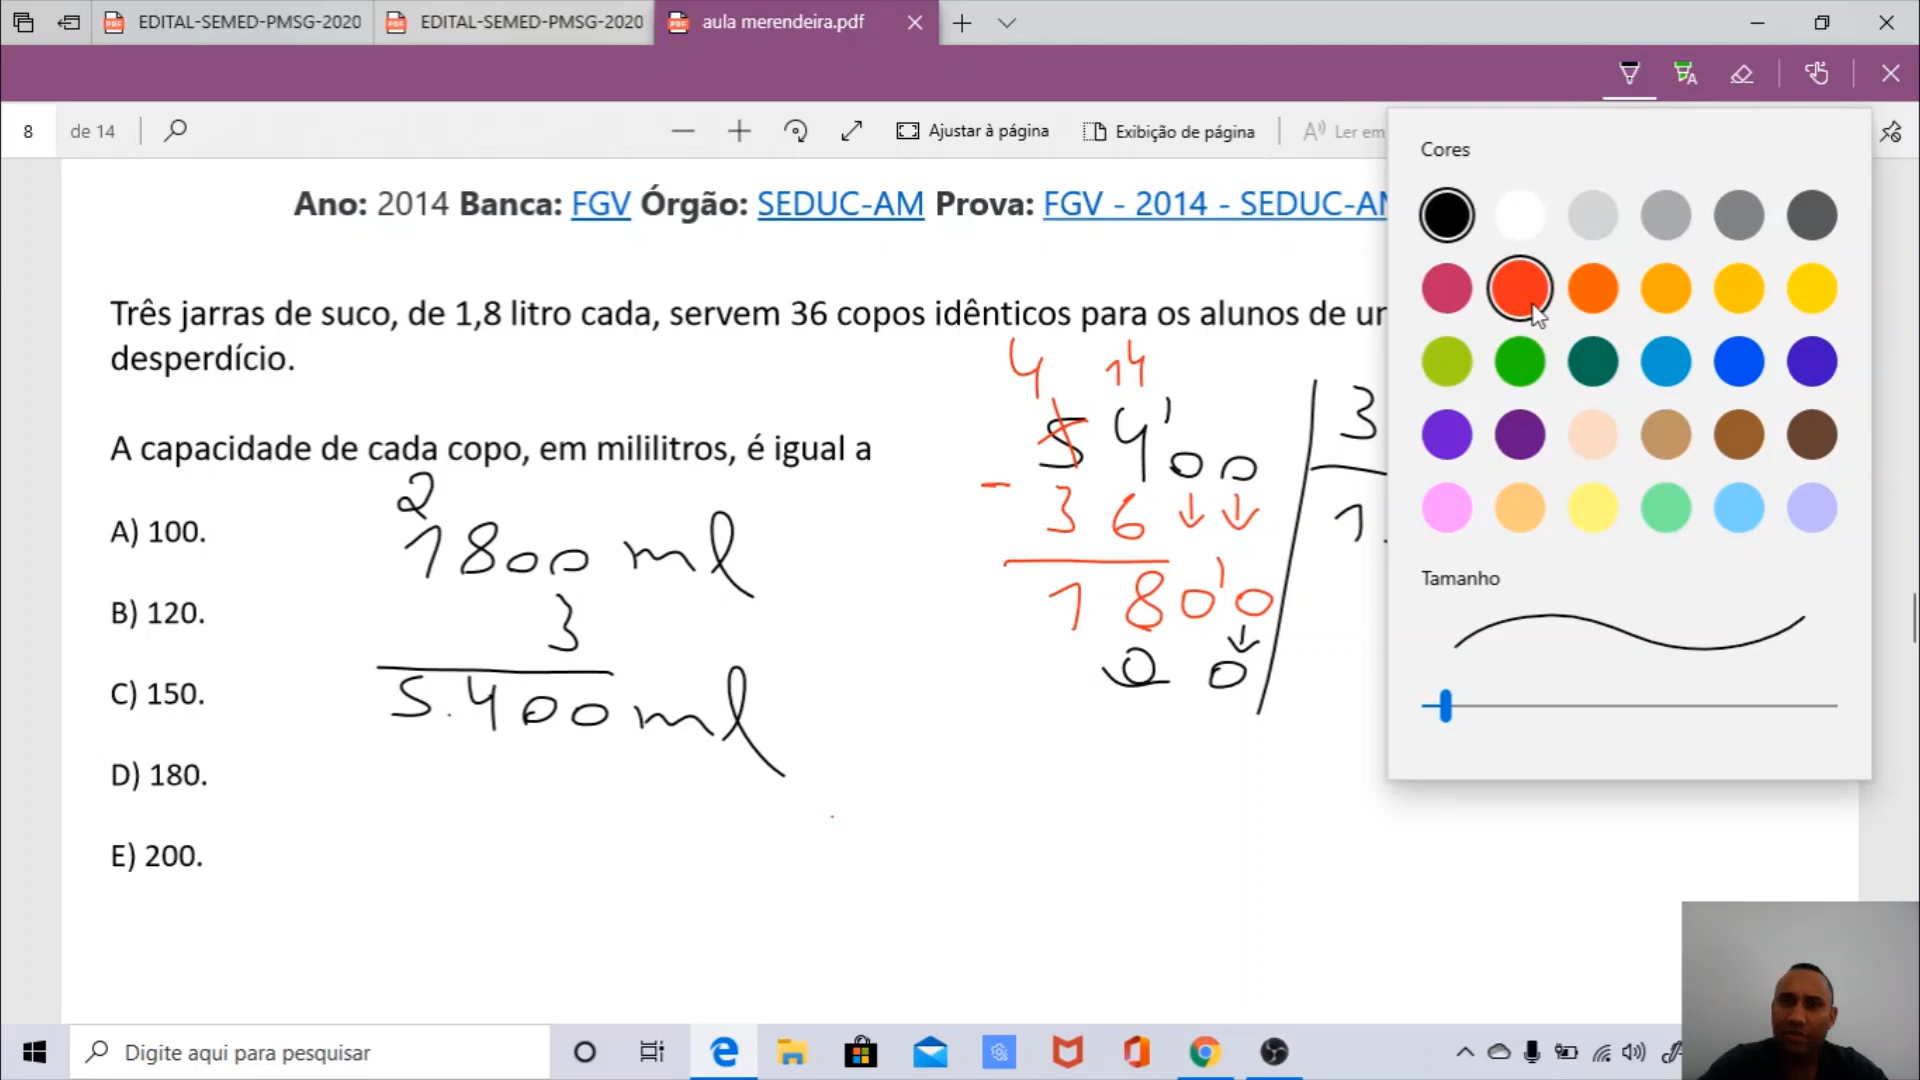 EDITAL-SEMED-PMSG-2020
EDITAL-SEMED-PMSG-2020
aula merendeira.pdf
8 de 14
Ajustar à página
Exibição de página
Ler em
Cores
Ano: 2014 Banca: FGV Órgão: SEDUC-AM Prova: FGV - 2014 - SEDUC-AM
Três jarras de suco, de 1,8 litro cada, servem 36 copos idênticos para os alunos de
desperdício.
A capacidade de cada copo, em mililitros, é igual a
A) 100.
B) 120.
C) 150.
D) 180.
E) 200.
2
1800 ml
3
5.400 ml
4 14
5 4'00
- 3 6
1 80'0
0 0
3
1
Tamanho
Digite aqui para pesquisar